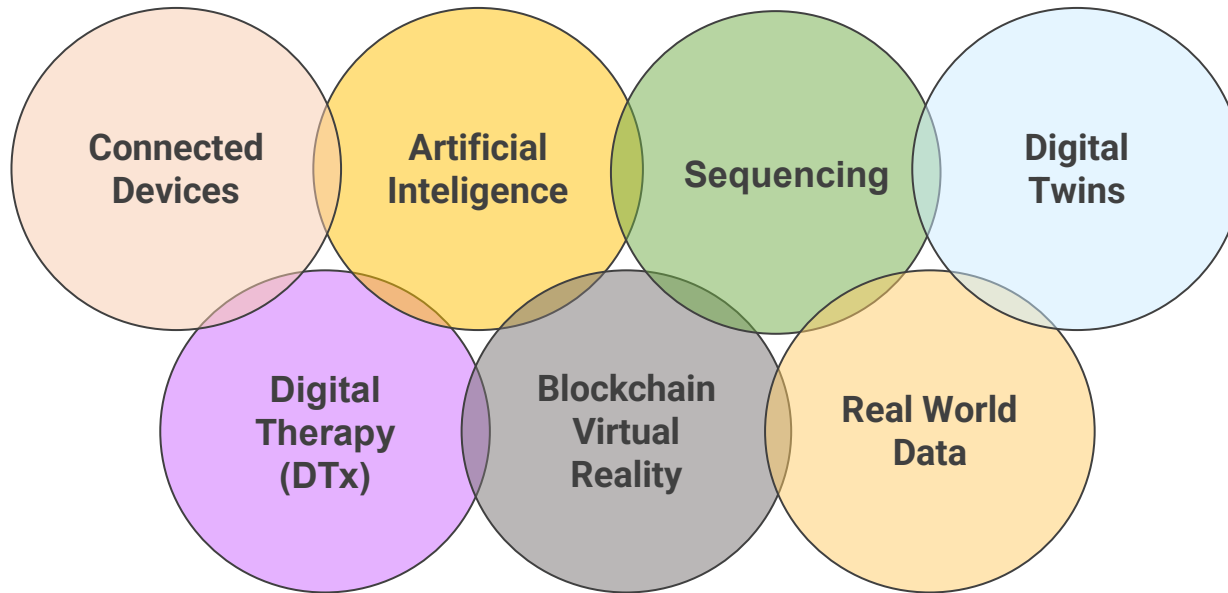 Connected
Devices
Artificial
Inteligence
Sequencing
Digital
Twins
Digital
Therapy
(DTx)
Blockchain
Virtual
Reality
Real World
Data